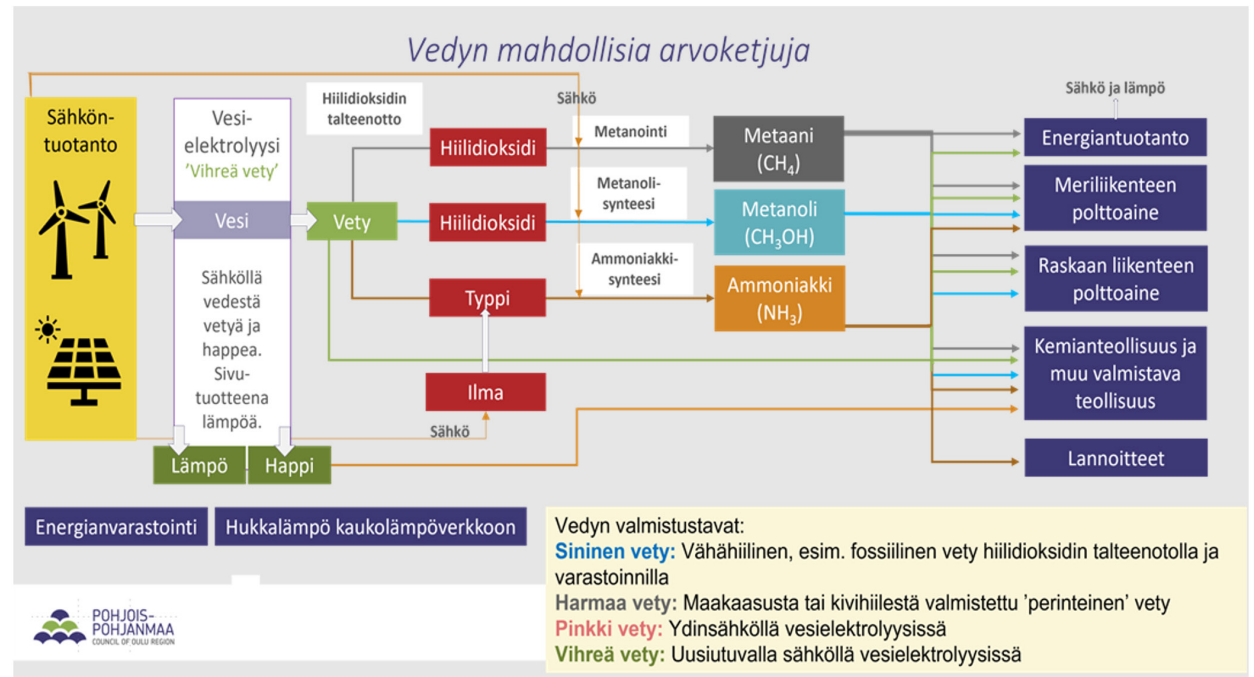 Vedyn mahdollisia arvoketjuja
Sähkön-
tuotanto
Vesi-
elektrolyysi
'Vihreä vety'
Vesi
Sähköllä
vedestä
vetyä ja
happea.
Sivu-
tuotteena
lämpöä.
Lämpö
Happi
Hiilidioksidin
talteenotto
Vety
Hiilidioksidi
Hiilidioksidi
Typpi
Ilma
Sähkö
Sähkö
Metanointi
Metanoli-
synteesi
Ammoniakki-
synteesi
Metaani
(CH₄)
Metanoli
(CH₃OH)
Ammoniakki
(NH₃)
Sähkö ja lämpö
Energiantuotanto
Meriliikenteen
polttoaine
Raskaan liikenteen
polttoaine
Kemianteollisuus ja
muu valmistava
teollisuus
Lannoitteet
Energianvarastointi
Hukkalämpö kaukolämpöverkkoon
Vedyn valmistustavat:
Sininen vety: Vähähiilinen, esim. fossiilinen vety hiilidioksidin talteenotolla ja
varastoinnilla
Harmaa vety: Maakaasusta tai kivihiilestä valmistettu 'perinteinen' vety
Pinkki vety: Ydinsähköllä vesielektrolyysissä
Vihreä vety: Uusiutuvalla sähköllä vesielektrolyysissä
POHJOIS-
POHJANMAA
COUNCIL OF OULU REGION